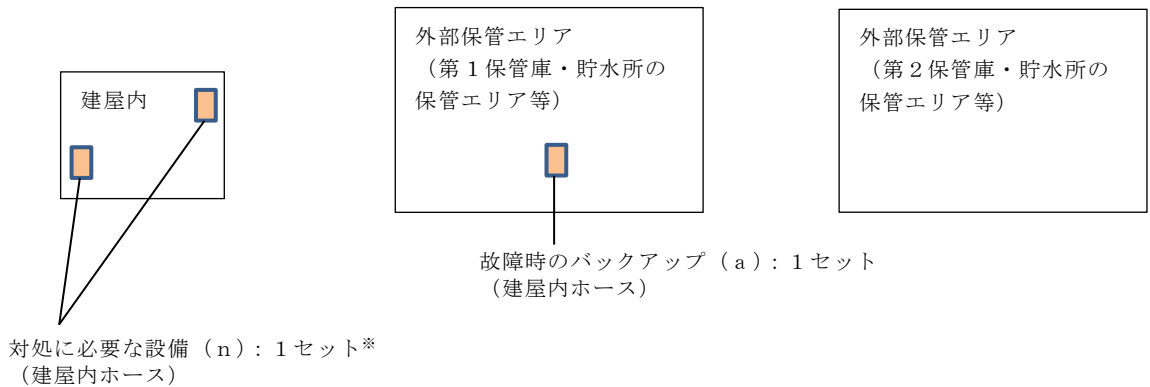 建屋内
外部保管エリア
（第１保管庫・貯水所の
保管エリア等）
外部保管エリア
（第２保管庫・貯水所の
保管エリア等）
故障時のバックアップ（ａ）：１セット
（建屋内ホース）
対処に必要な設備（ｎ）：１セット※
（建屋内ホース）